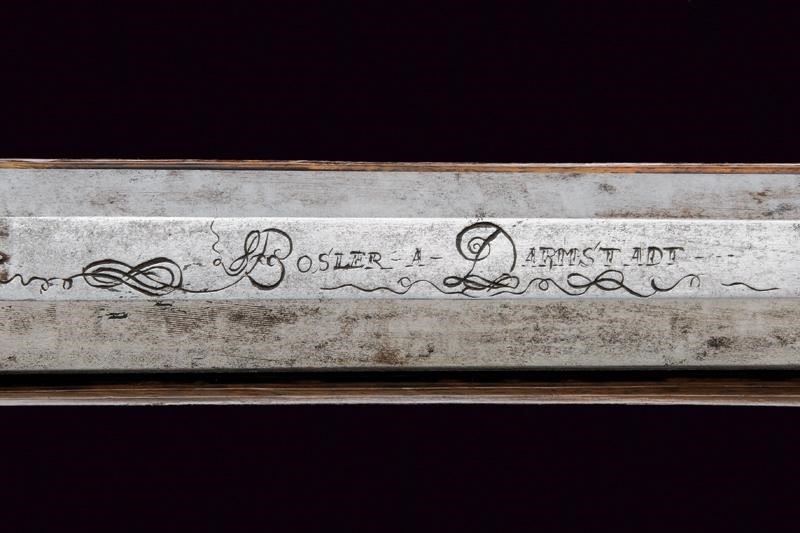 BOSLER - A - DARMSTADT - - -